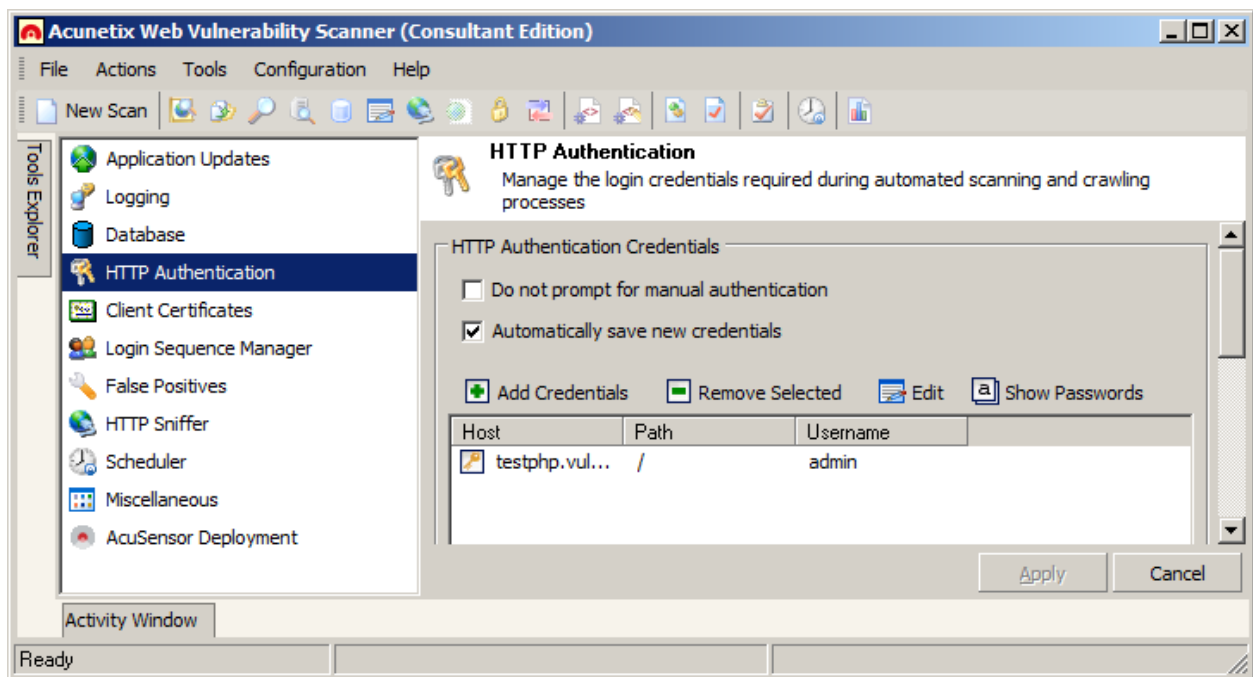 Acunetix Web Vulnerability Scanner (Consultant Edition)
File Actions Tools Configuration Help
New Scan
Tools Explorer
Application Updates
Logging
Database
HTTP Authentication
Client Certificates
Login Sequence Manager
False Positives
HTTP Sniffer
Scheduler
Miscellaneous
AcuSensor Deployment
HTTP Authentication
Manage the login credentials required during automated scanning and crawling
processes
HTTP Authentication Credentials
Do not prompt for manual authentication
Automatically save new credentials
Add Credentials Remove Selected Edit a Show Passwords
Host Path Username
testphp.vul... / admin
Apply Cancel
Activity Window
Ready